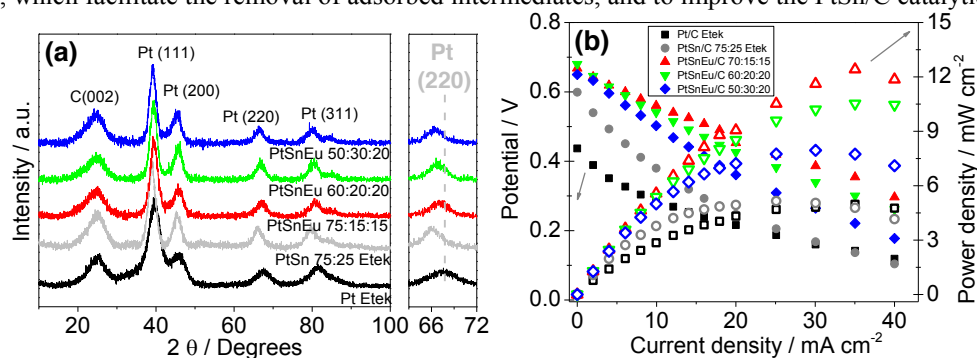 , which facilitate the removal of adsorbed intermediates, and to improve the PtSn/C catalytic
(a)
Pt (111)
C(002)
Pt (200)
Pt (220)
Pt (311)
PtSnEu 50:30:20
PtSnEu 60:20:20
PtSnEu 75:15:15
PtSn 75:25 Etek
Pt Etek
Intensity / a.u.
20 40 60 80 100
2 θ / Degrees
Pt
(220)
66 72
(b)
Pt/C Etek
PtSn/C 75:25 Etek
PtSnEu/C 70:15:15
PtSnEu/C 60:20:20
PtSnEu/C 50:30:20
0.8
0.6
0.4
0.2
0.0
Potential / V
0 10 20 30 40
Current density / mA cm-2
15
12
9
6
3
0
Power density / mW cm-2